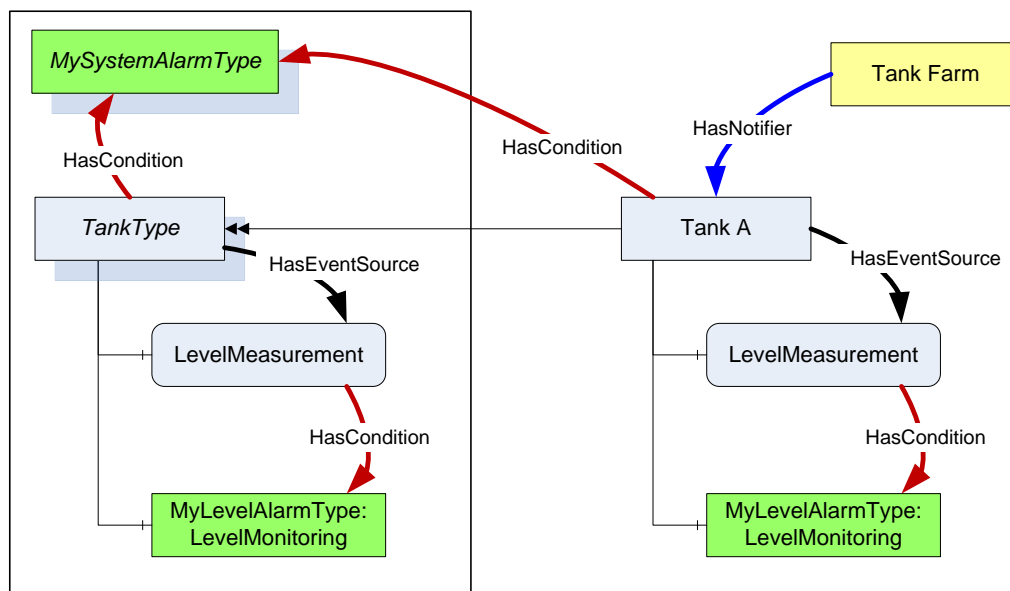 MySystemAlarmType
Tank Farm
HasNotifier
HasCondition
HasCondition
TankType
Tank A
HasEventSource
HasEventSource
LevelMeasurement
LevelMeasurement
HasCondition
HasCondition
MyLevelAlarmType:
LevelMonitoring
MyLevelAlarmType:
LevelMonitoring